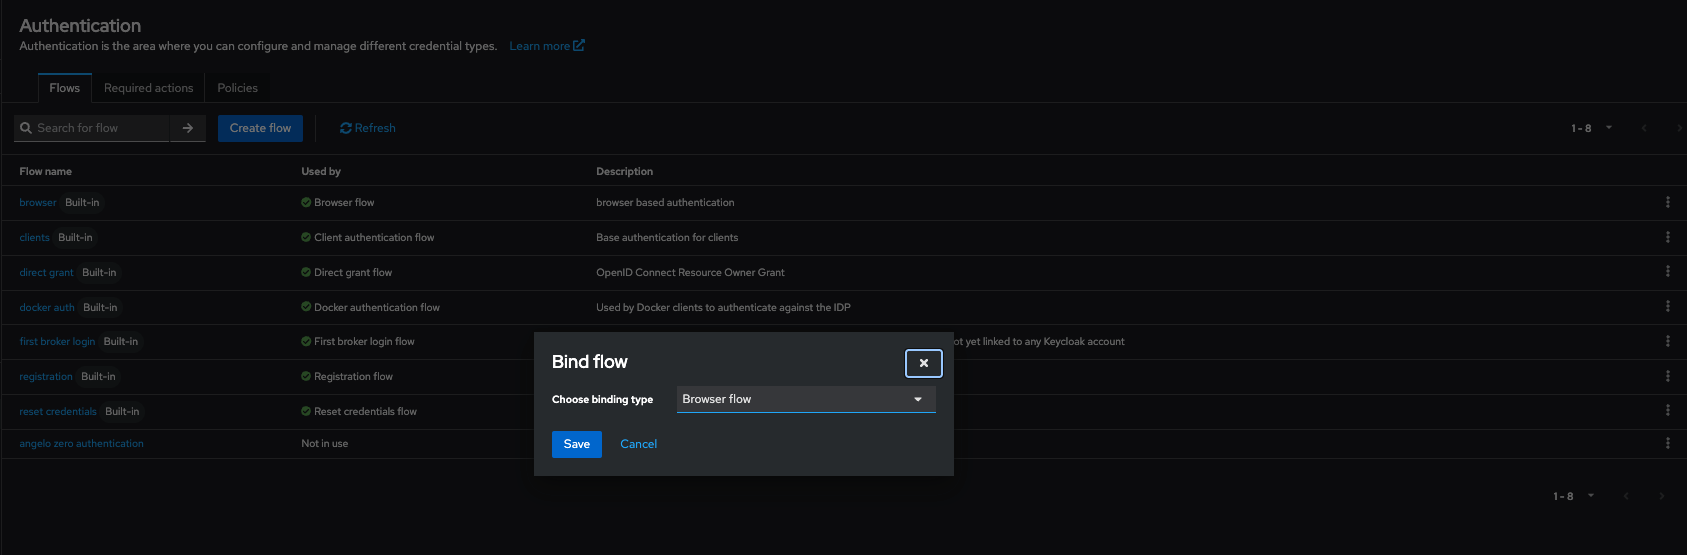 Authentication
Authentication is the area where you can configure and manage different credential types. Learn more
Flows Required actions Policies
Search for flow Create flow Refresh 1 - 8
Flow name Used by Description
browser Built-in Browser flow browser based authentication
clients Built-in Client authentication flow Base authentication for clients
direct grant Built-in Direct grant flow OpenID Connect Resource Owner Grant
docker auth Built-in Docker authentication flow Used by Docker clients to authenticate against the IDP
first broker login Built-in First broker login flow yet linked to any Keycloak account
registration Built-in Registration flow
reset credentials Built-in Reset credentials flow
angelo zero authentication Not in use
Bind flow
Choose binding type Browser flow
Save Cancel
1 - 8